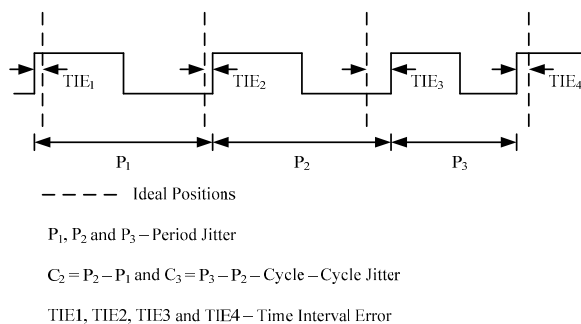 TIE₁ TIE₂ TIE₃ TIE₄
P₁ P₂ P₃
Ideal Positions
P₁, P₂ and P₃ – Period Jitter
C₂ = P₂ – P₁ and C₃ = P₃ – P₂ – Cycle – Cycle Jitter
TIE1, TIE2, TIE3 and TIE4 – Time Interval Error